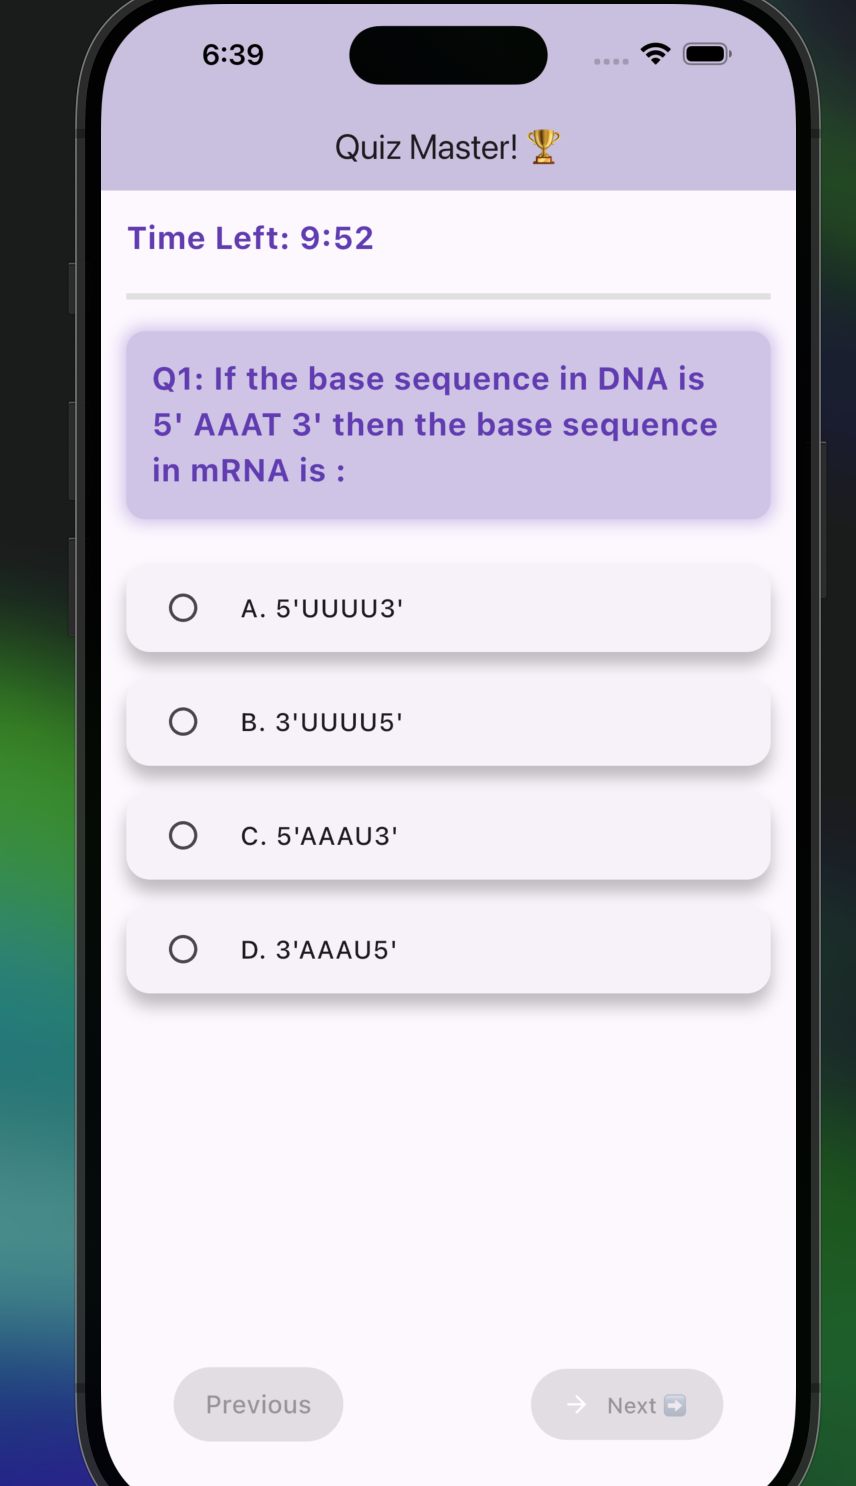 6:39
Quiz Master! 🏆
Time Left: 9:52
Q1: If the base sequence in DNA is
5' AAAT 3' then the base sequence
in mRNA is :
A. 5'UUUU3'
B. 3'UUUU5'
C. 5'AAAU3'
D. 3'AAAU5'
Previous
→ Next ➡️